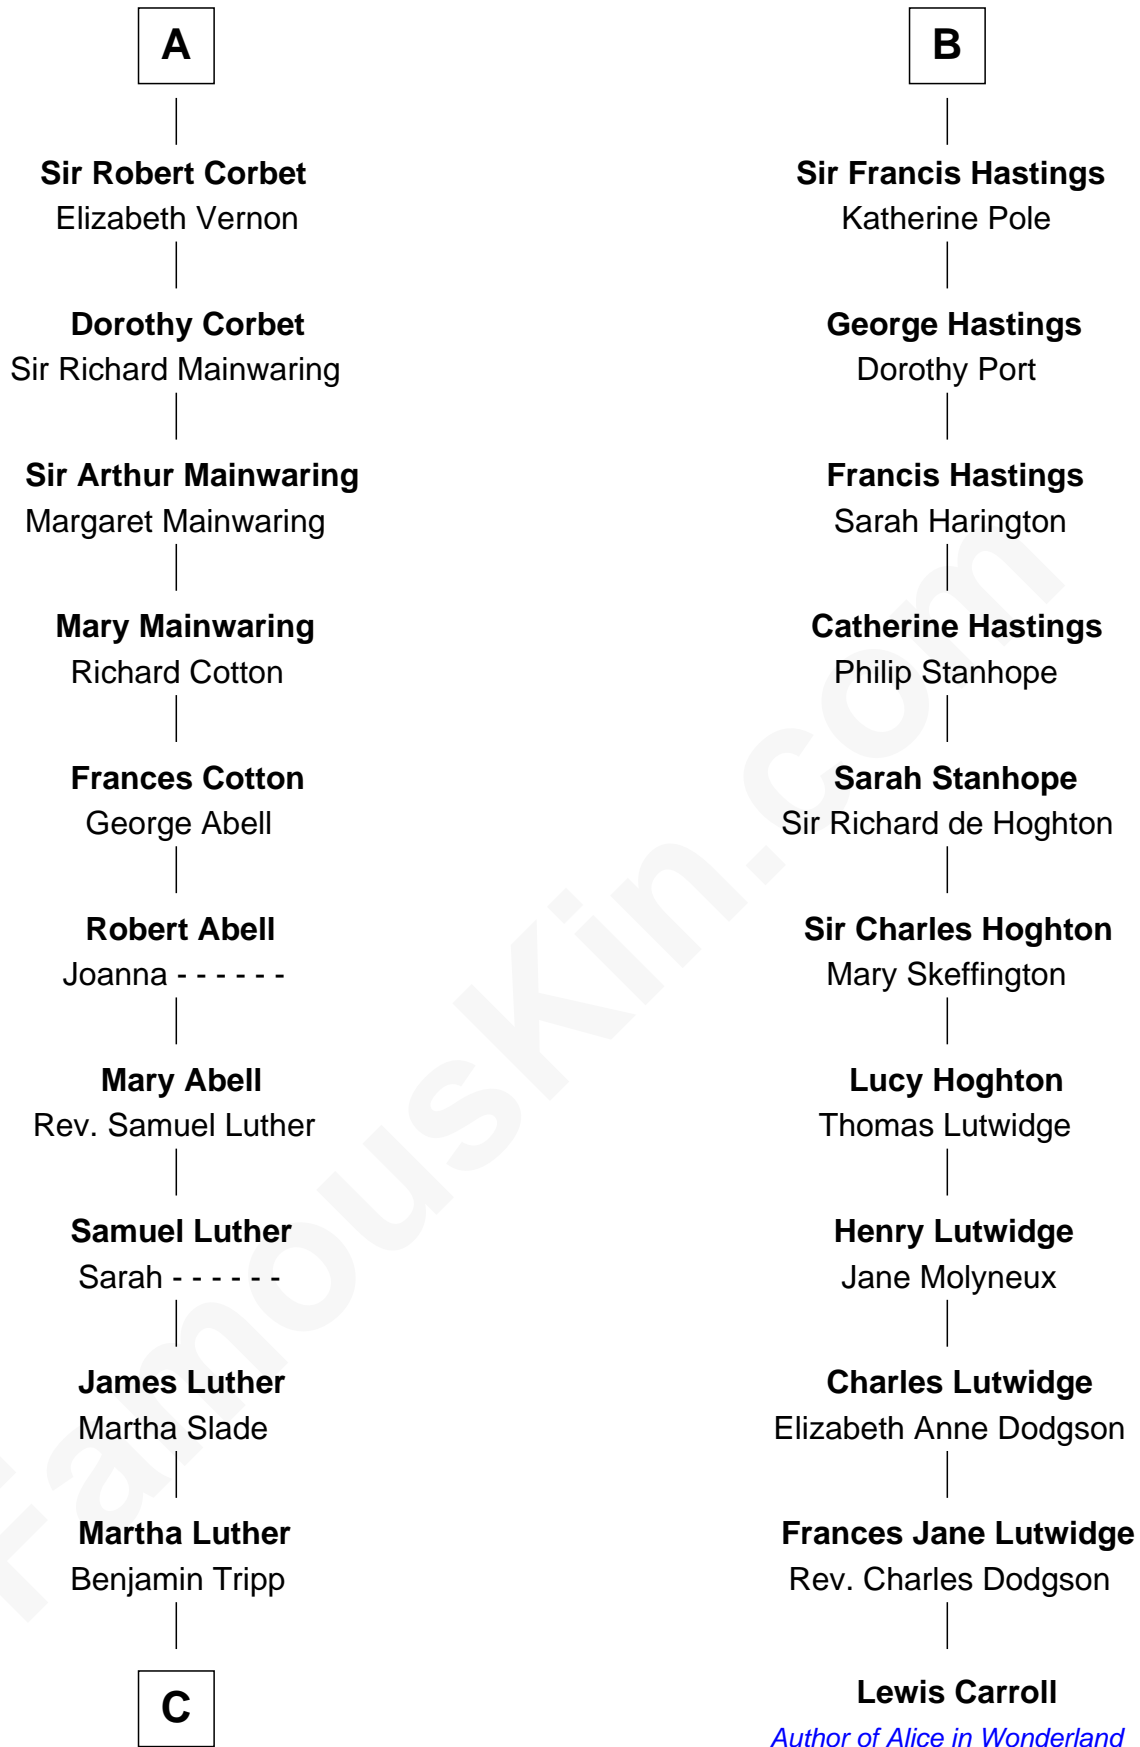 A
Sir Robert Corbet
Elizabeth Vernon
Dorothy Corbet
Sir Richard Mainwaring
Sir Arthur Mainwaring
Margaret Mainwaring
Mary Mainwaring
Richard Cotton
Frances Cotton
George Abell
Robert Abell
Joanna - - - - - -
Mary Abell
Rev. Samuel Luther
Samuel Luther
Sarah - - - - - -
James Luther
Martha Slade
Martha Luther
Benjamin Tripp
C
B
Sir Francis Hastings
Katherine Pole
George Hastings
Dorothy Port
Francis Hastings
Sarah Harington
Catherine Hastings
Philip Stanhope
Sarah Stanhope
Sir Richard de Hoghton
Sir Charles Hoghton
Mary Skeffington
Lucy Hoghton
Thomas Lutwidge
Henry Lutwidge
Jane Molyneux
Charles Lutwidge
Elizabeth Anne Dodgson
Frances Jane Lutwidge
Rev. Charles Dodgson
Lewis Carroll
Author of Alice in Wonderland
FamousKin.com